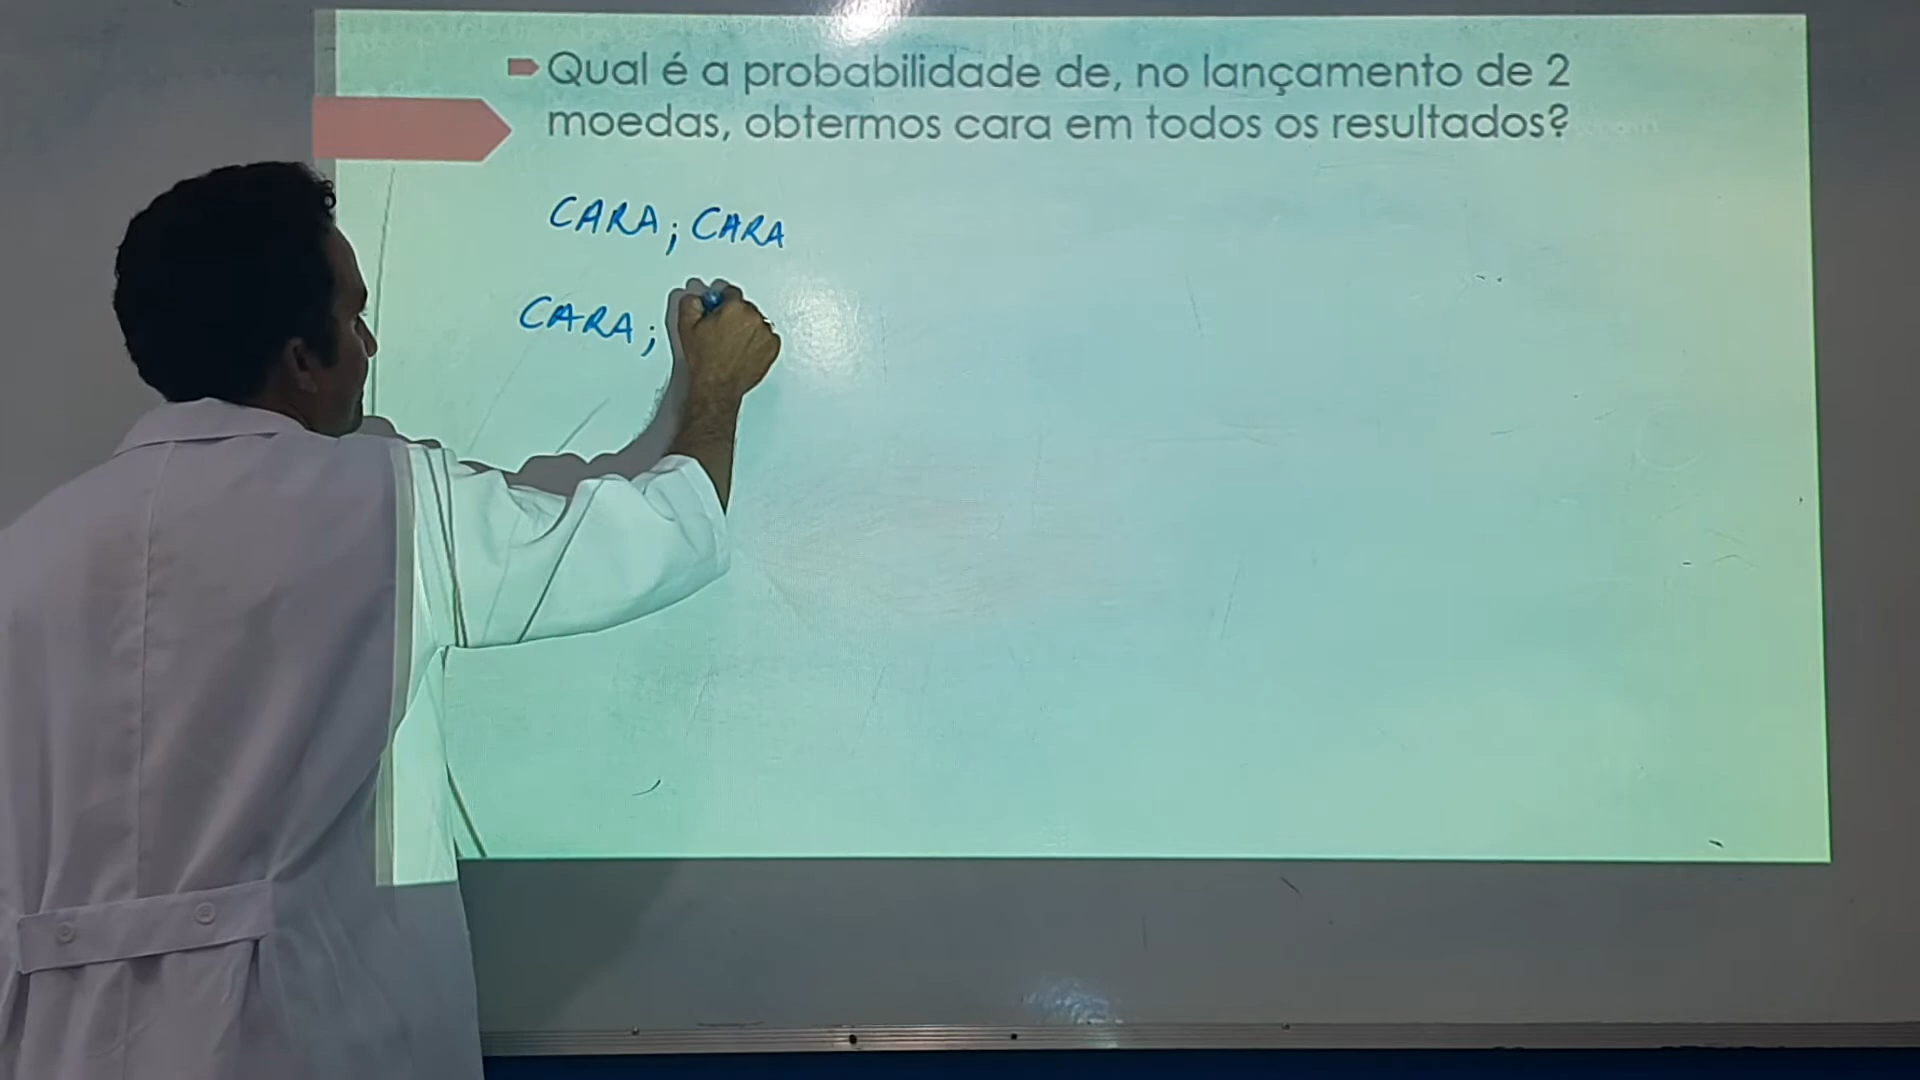 Qual é a probabilidade de, no lançamento de 2
moedas, obtermos cara em todos os resultados?
CARA; CARA
CARA;